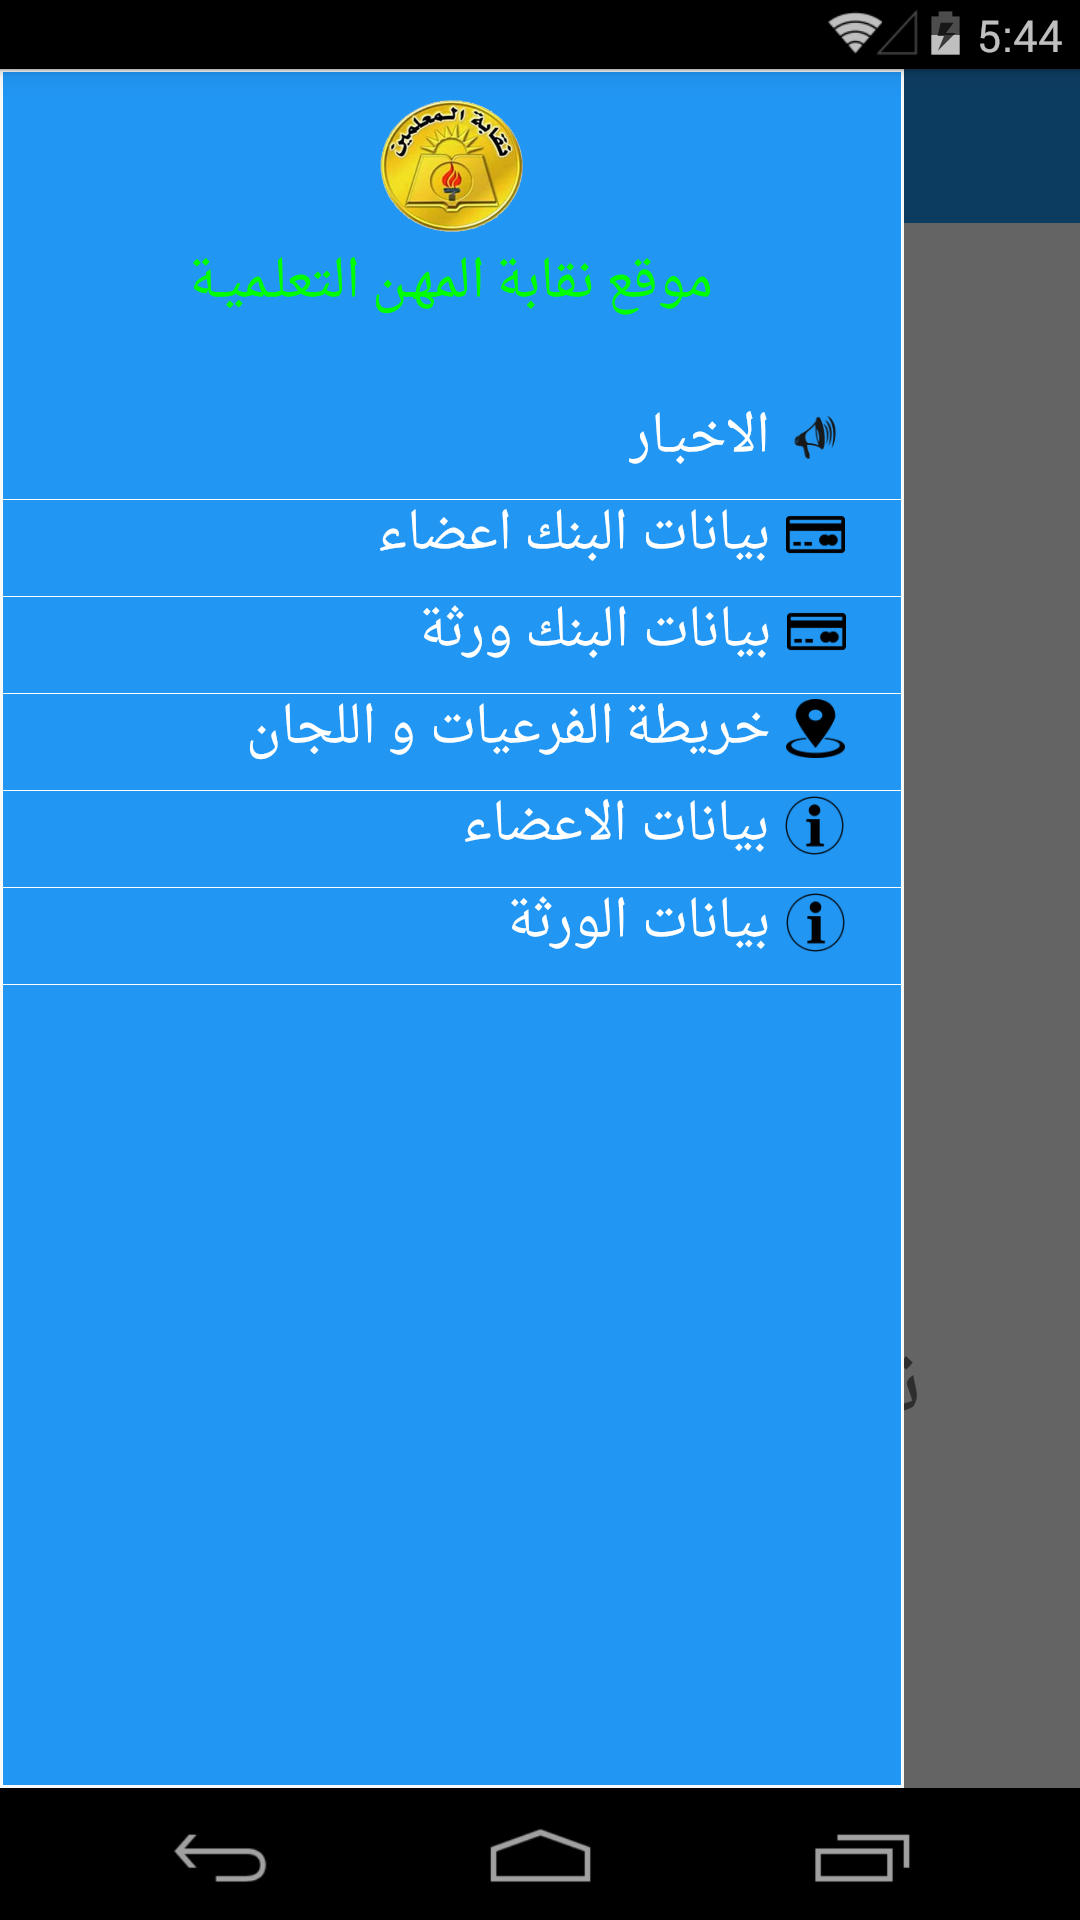 5:44
نقابة المعلمين
موقع نقابة المهن التعلمية
الاخبار
بيانات البنك اعضاء
بيانات البنك ورثة
خريطة الفرعيات و اللجان
بيانات الاعضاء
بيانات الورثة